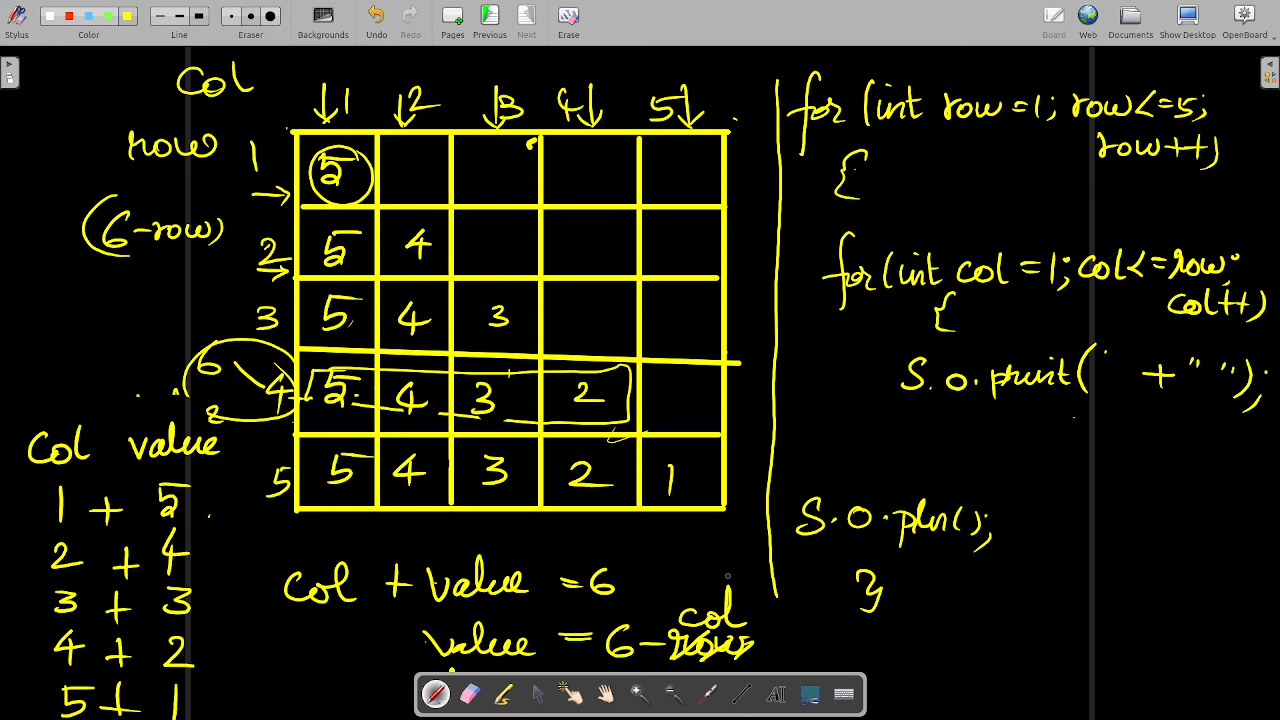 Stylus Color Line Eraser Backgrounds Undo Redo Pages Previous Next Erase Board Web Documents Show Desktop OpenBoard
col
row
(6-row)
1 2 3 4 5
1 5
2 5 4
3 5 4 3
6 4 5 4 3 2
2
5 5 4 3 2 1
col value
1 + 5
2 + 4
3 + 3
4 + 2
5 + 1
col + value = 6
value = 6 - col
for (int row = 1; row <= 5;
row++)
{
for (int col = 1; col <= row;
col++)
{
S.o.print( + " ");
S.o.pln();
}